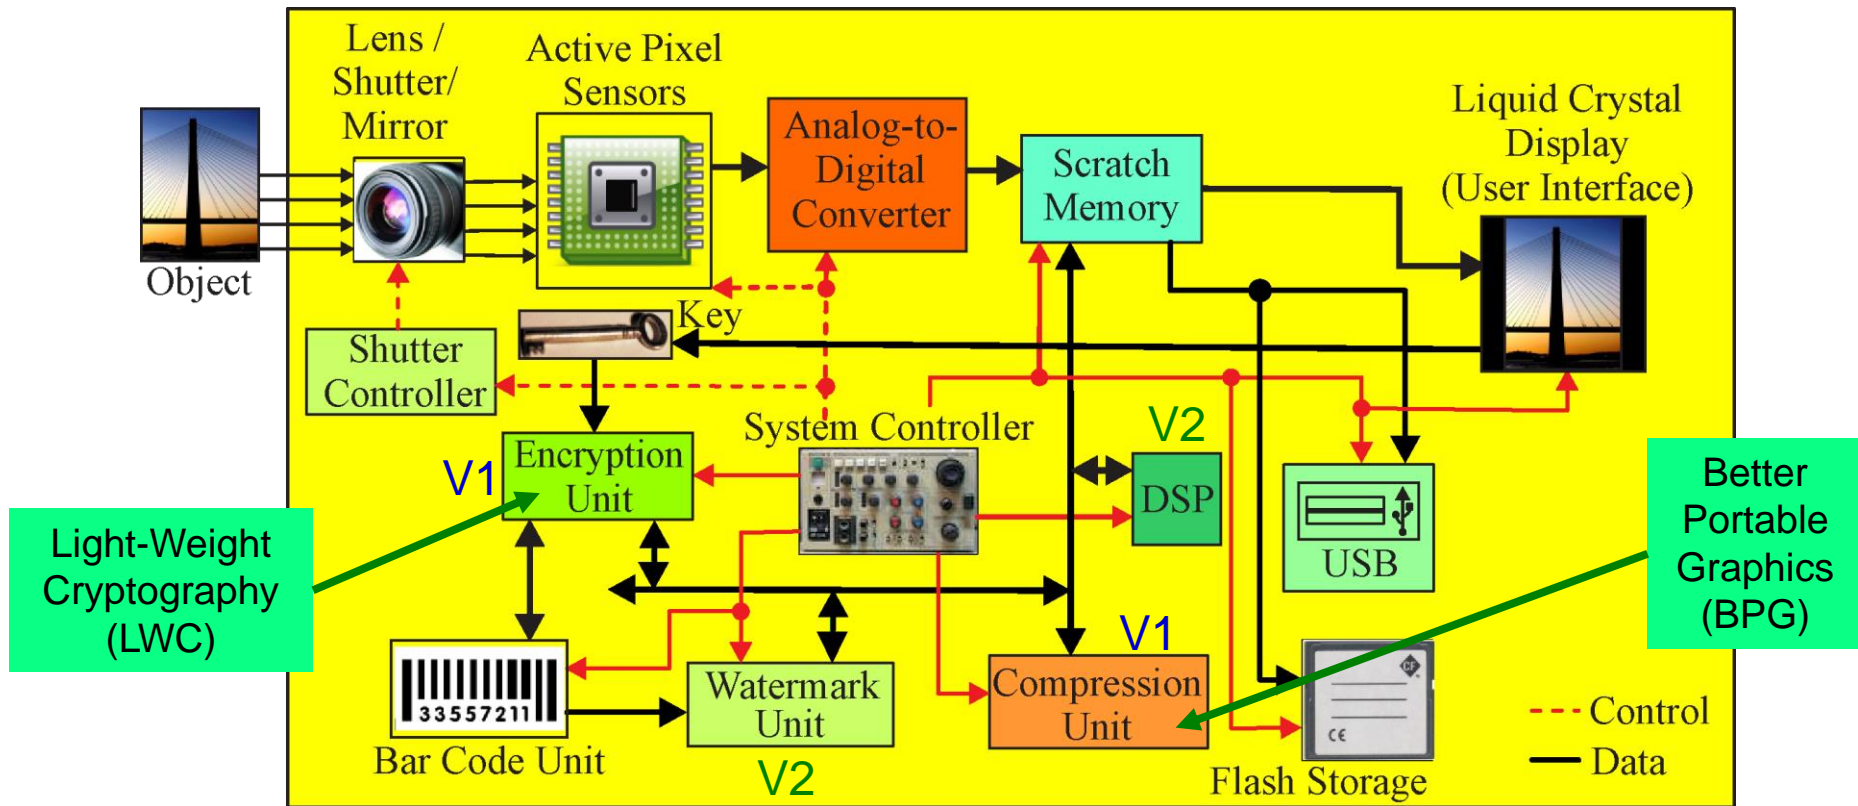 Lens /
Shutter/
Mirror
Active Pixel
Sensors
Analog-to-
Digital
Converter
Scratch
Memory
Liquid Crystal
Display
(User Interface)
Object
Key
Shutter
Controller
System Controller
V2
V1
Encryption
Unit
DSP
Better
Portable
Graphics
(BPG)
Light-Weight
Cryptography
(LWC)
USB
V1
33557211
Bar Code Unit
Watermark
Unit
V2
Compression
Unit
CF
CE
Flash Storage
Control
Data